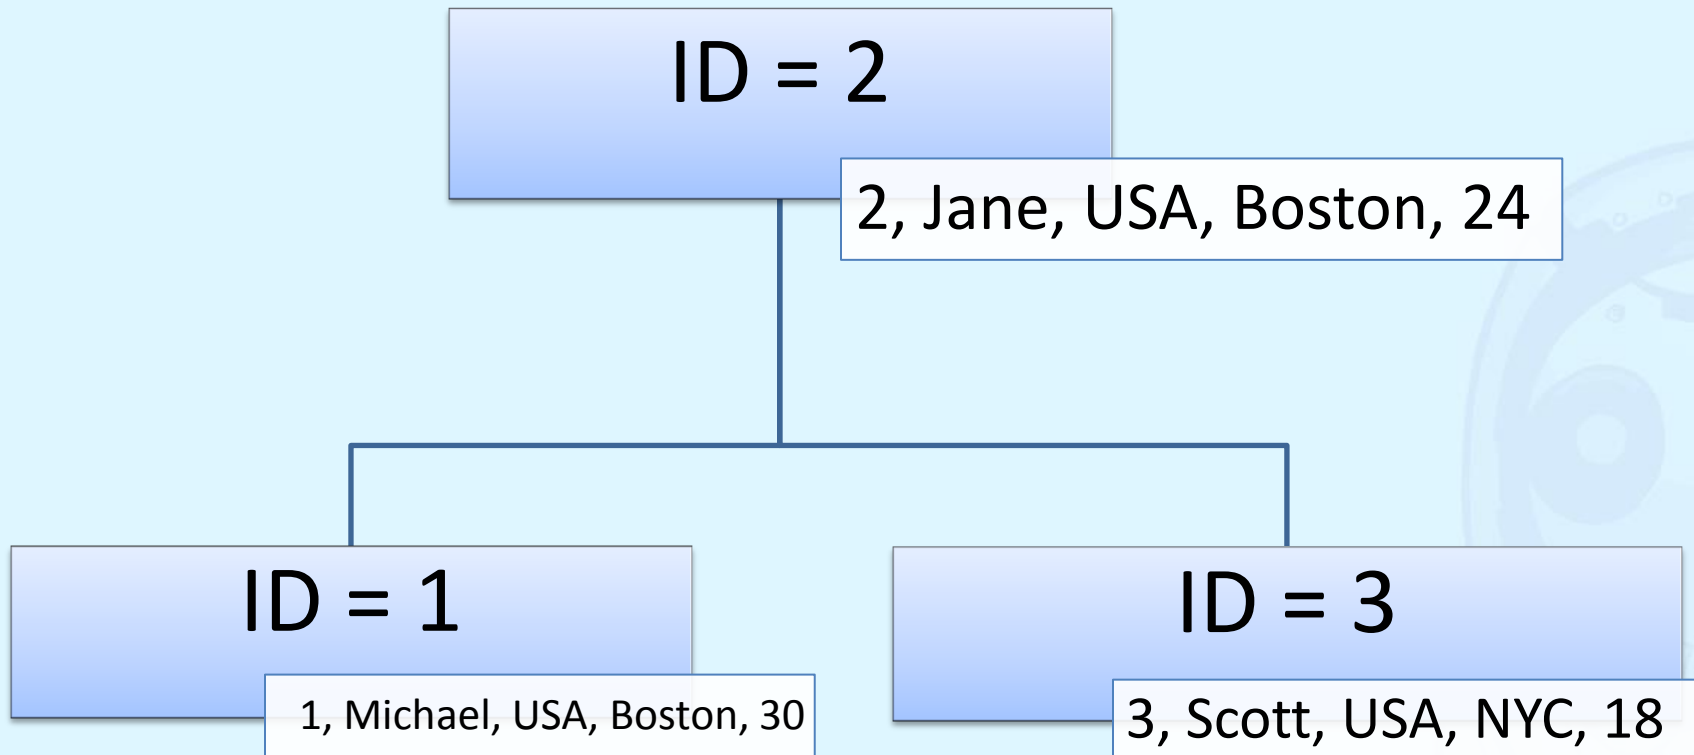 ID = 2
2, Jane, USA, Boston, 24
ID = 1
1, Michael, USA, Boston, 30
ID = 3
3, Scott, USA, NYC, 18